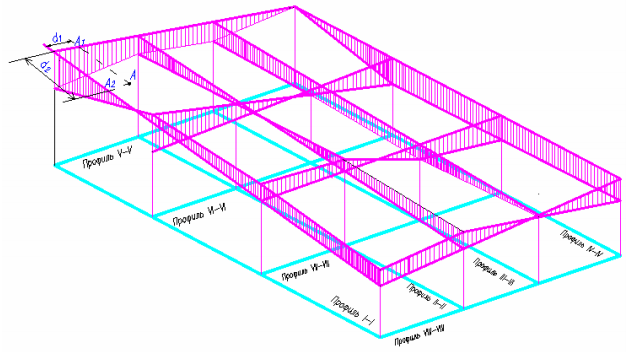 d1
A1
d2
A2
A
Профиль V-V
Профиль VI-VI
Профиль VII-VII
Профиль I-I
Профиль II-II
Профиль III-III
Профиль IV-IV
Профиль VIII-VIII